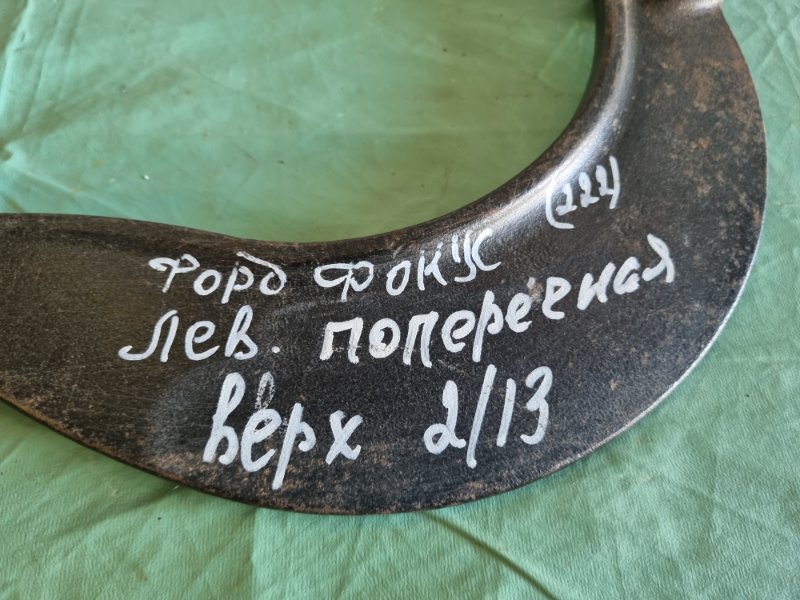 (222)
Форд Фокус
Лев. поперечная
верх 2/13